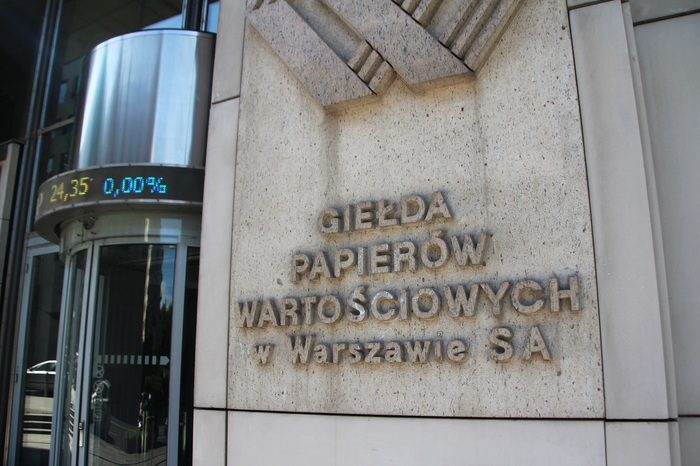 24,35 0,00%
GIEŁDA
PAPIERÓW
WARTOŚCIOWYCH
w Warszawie SA